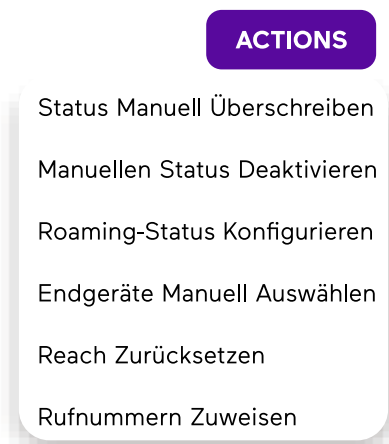 ACTIONS
Status Manuell Überschreiben
Manuellen Status Deaktivieren
Roaming-Status Konfigurieren
Endgeräte Manuell Auswählen
Reach Zurücksetzen
Rufnummern Zuweisen